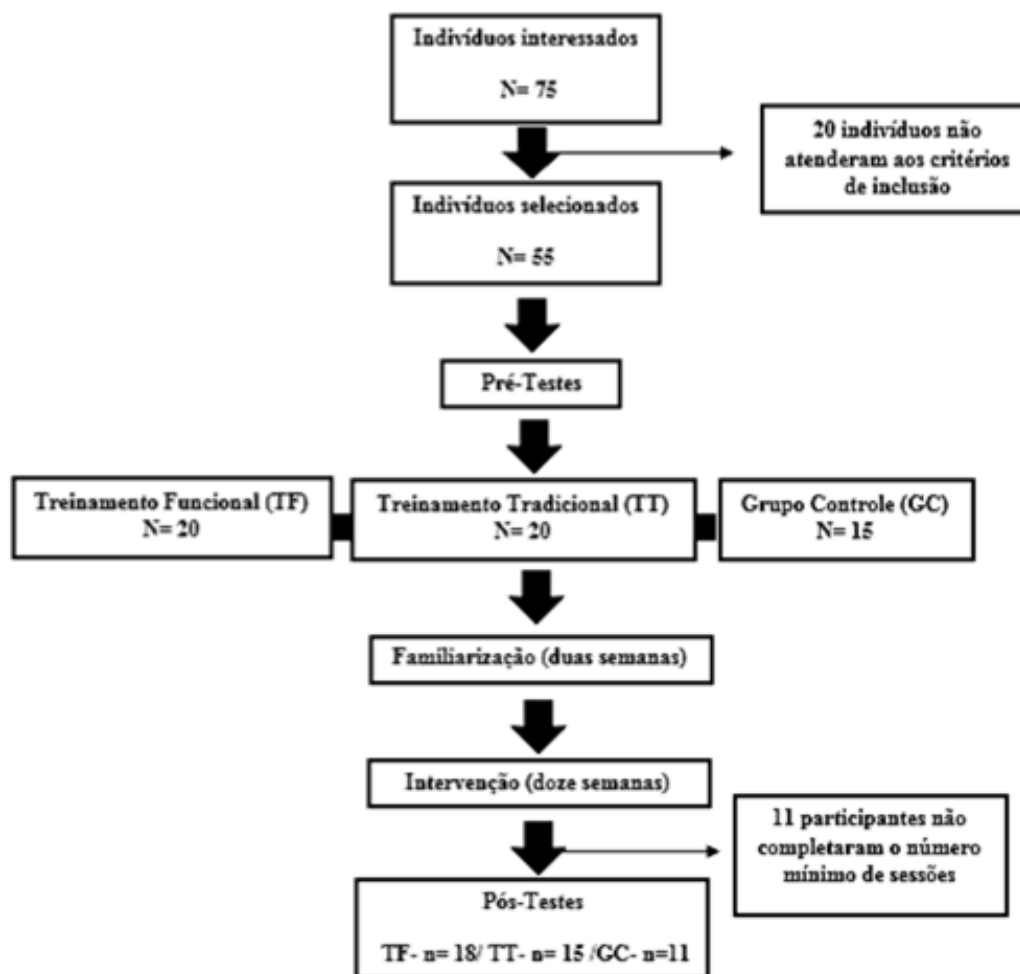 Indivíduos interessados
N= 75
20 indivíduos não
atenderam aos critérios
de inclusão
Indivíduos selecionados
N= 55
Pré-Testes
Treinamento Funcional (TF)
N= 20
Treinamento Tradicional (TT)
N= 20
Grupo Controle (GC)
N= 15
Familiarização (duas semanas)
Intervenção (doze semanas)
11 participantes não
completaram o número
mínimo de sessões
Pós-Testes
TF- n= 18/ TT- n= 15 /GC- n=11